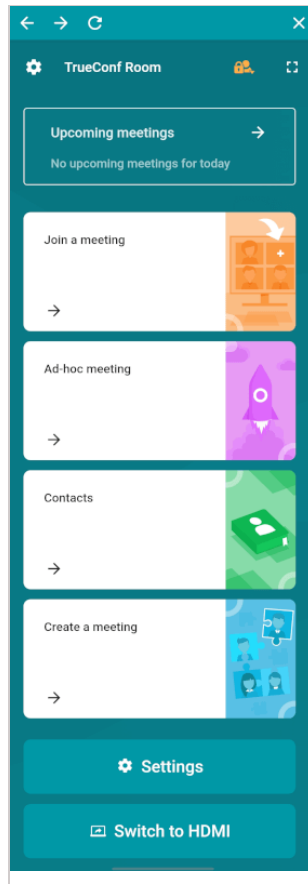 TrueConf Room
Upcoming meetings
No upcoming meetings for today
Join a meeting
Ad-hoc meeting
Contacts
Create a meeting
Settings
Switch to HDMI